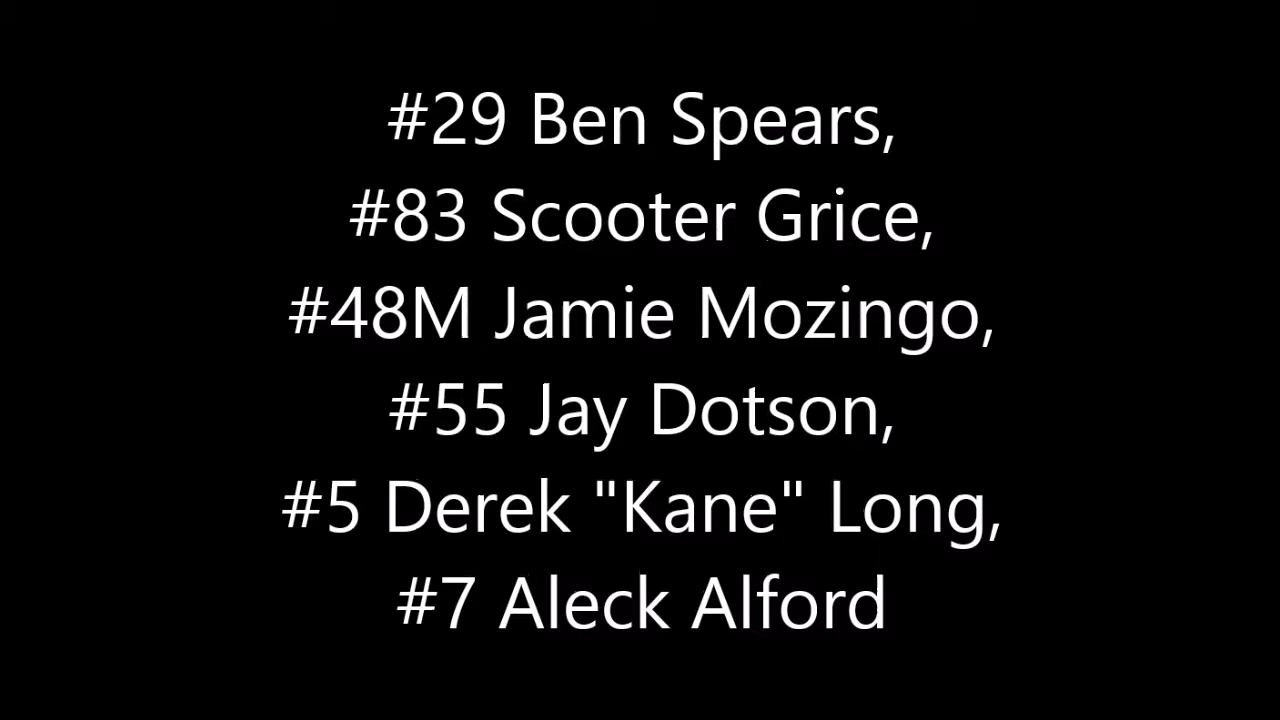 #29 Ben Spears,
#83 Scooter Grice,
#48M Jamie Mozingo,
#55 Jay Dotson,
#5 Derek "Kane" Long,
#7 Aleck Alford